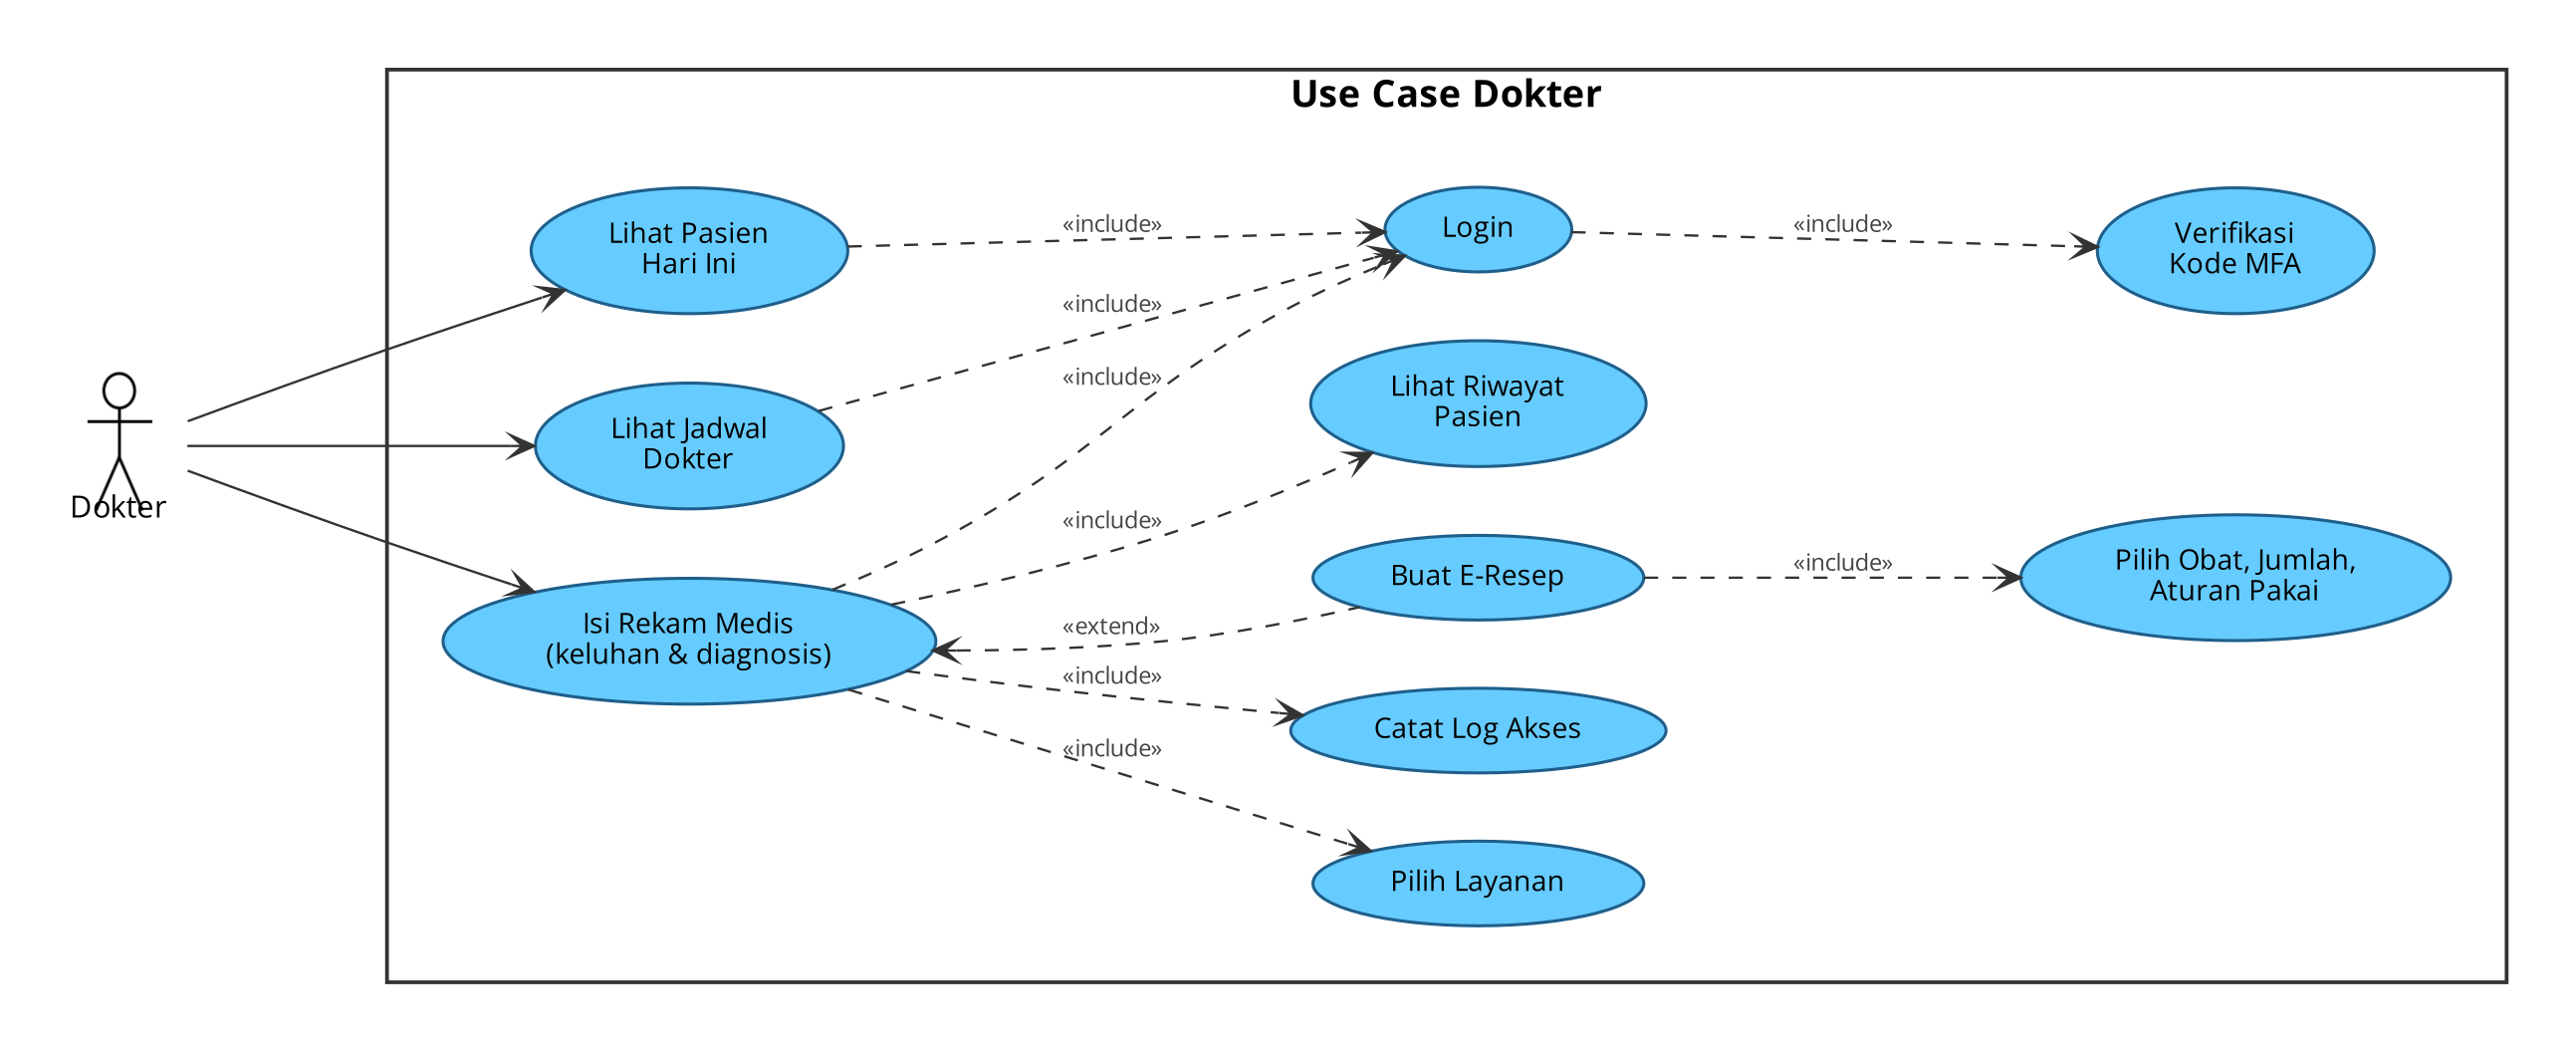 Use Case Dokter
Lihat Pasien
Hari Ini
«include»
Login
«include»
Verifikasi
Kode MFA
«include»
«include»
Lihat Riwayat
Pasien
Lihat Jadwal
Dokter
Dokter
«include»
Buat E-Resep
«include»
Pilih Obat, Jumlah,
Aturan Pakai
Isi Rekam Medis
(keluhan & diagnosis)
«extend»
«include»
Catat Log Akses
«include»
Pilih Layanan